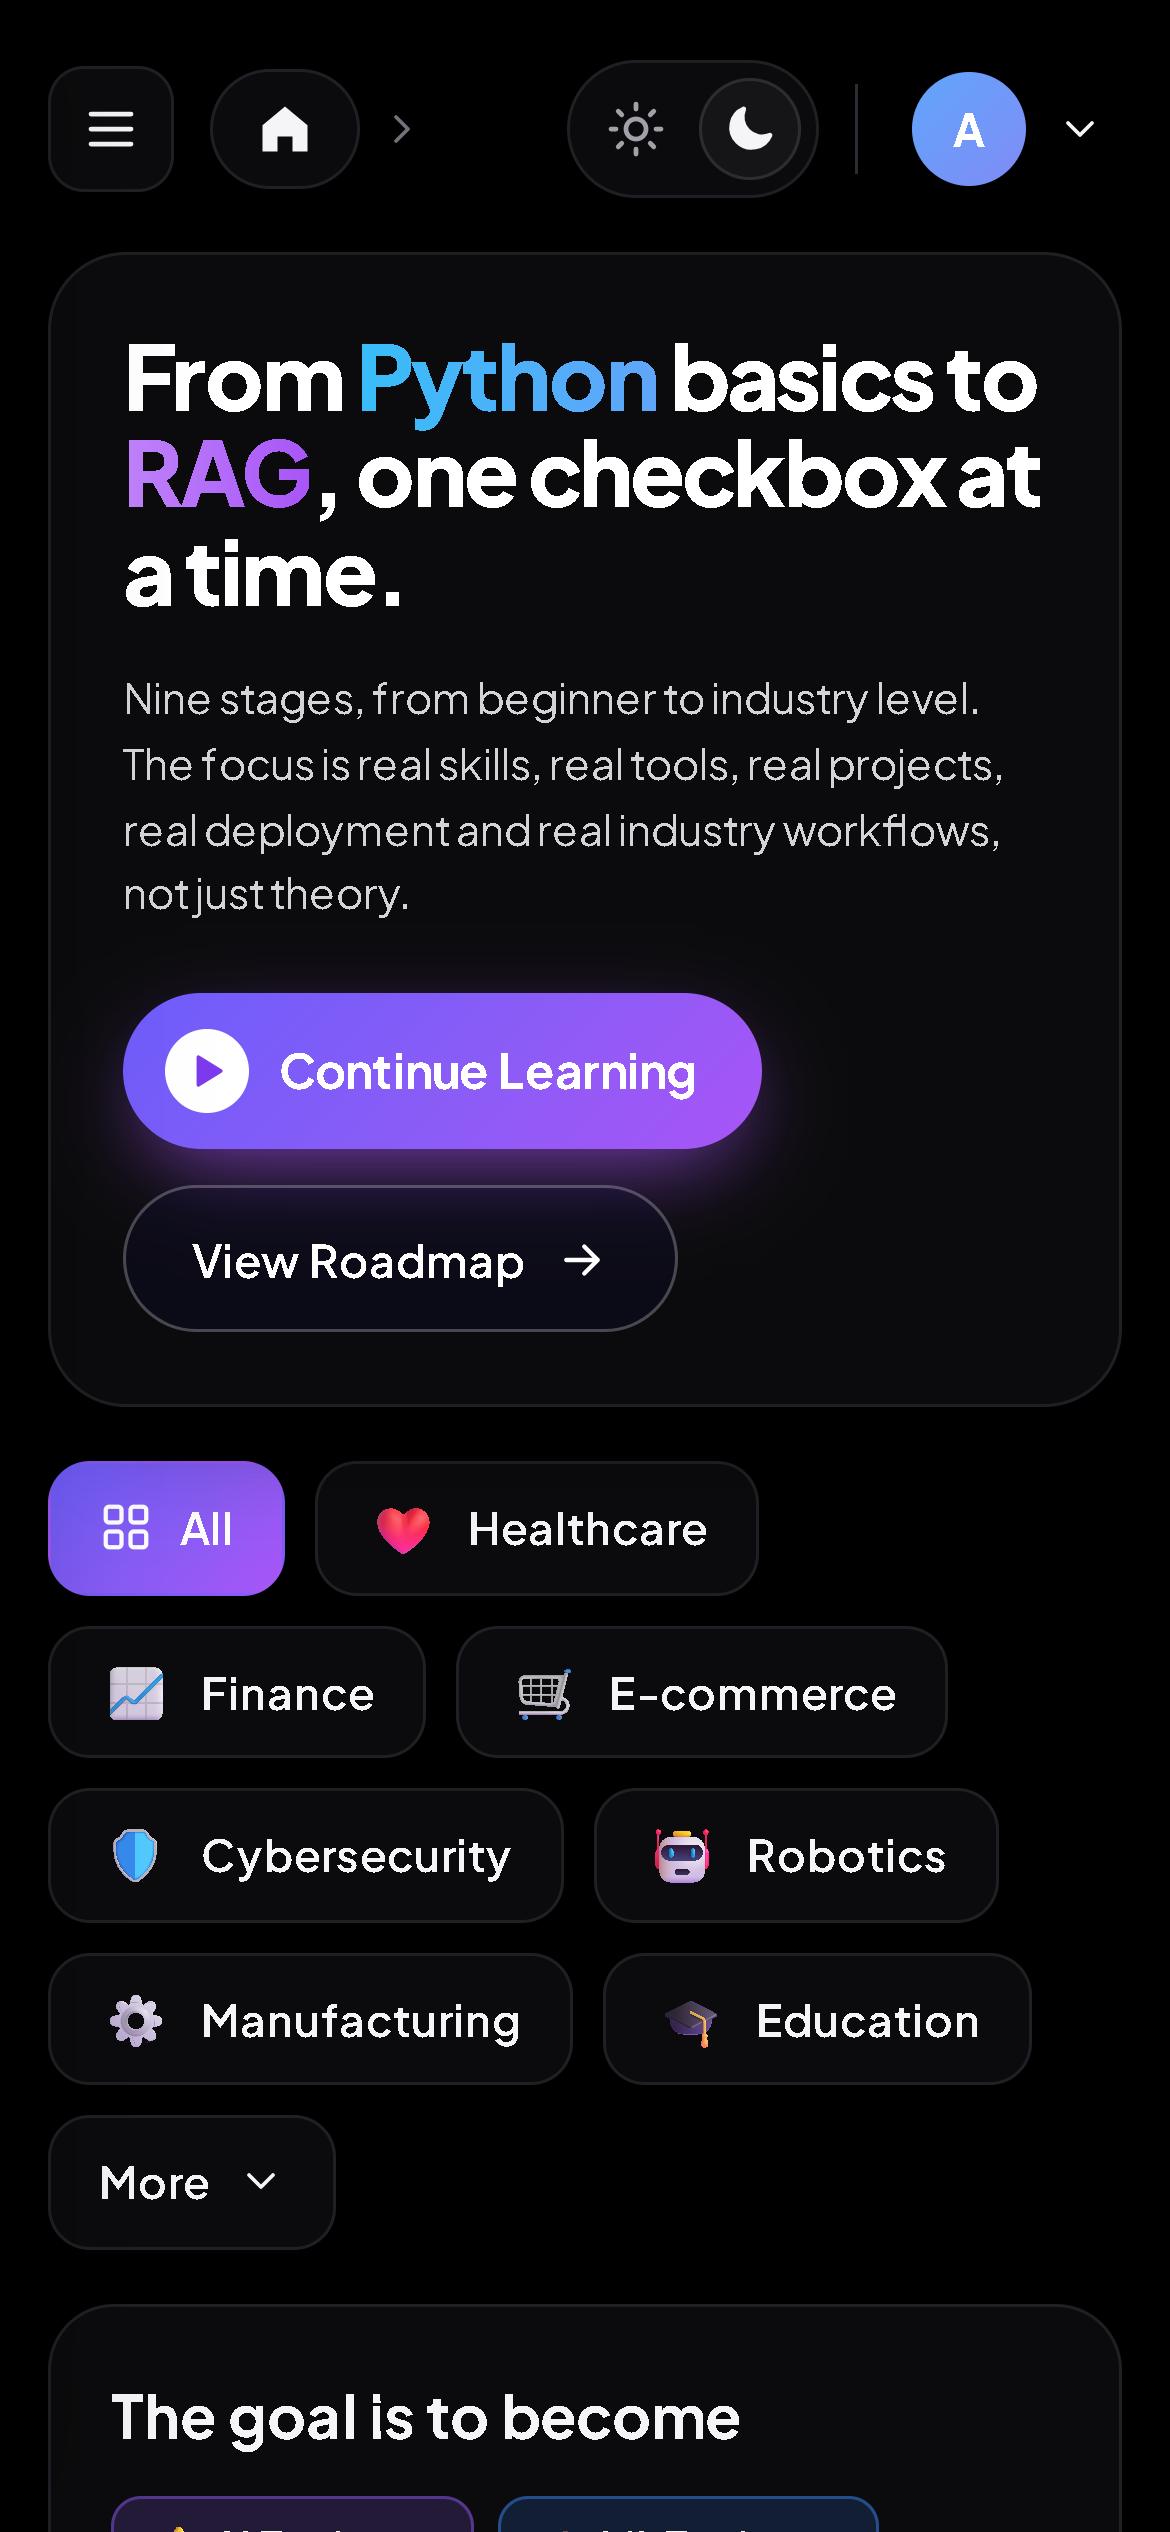 A
From Python basics to
RAG, one checkbox at
a time.
Nine stages, from beginner to industry level.
The focus is real skills, real tools, real projects,
real deployment and real industry workflows,
not just theory.
Continue Learning
View Roadmap
All
Healthcare
Finance
E-commerce
Cybersecurity
Robotics
Manufacturing
Education
More
The goal is to become